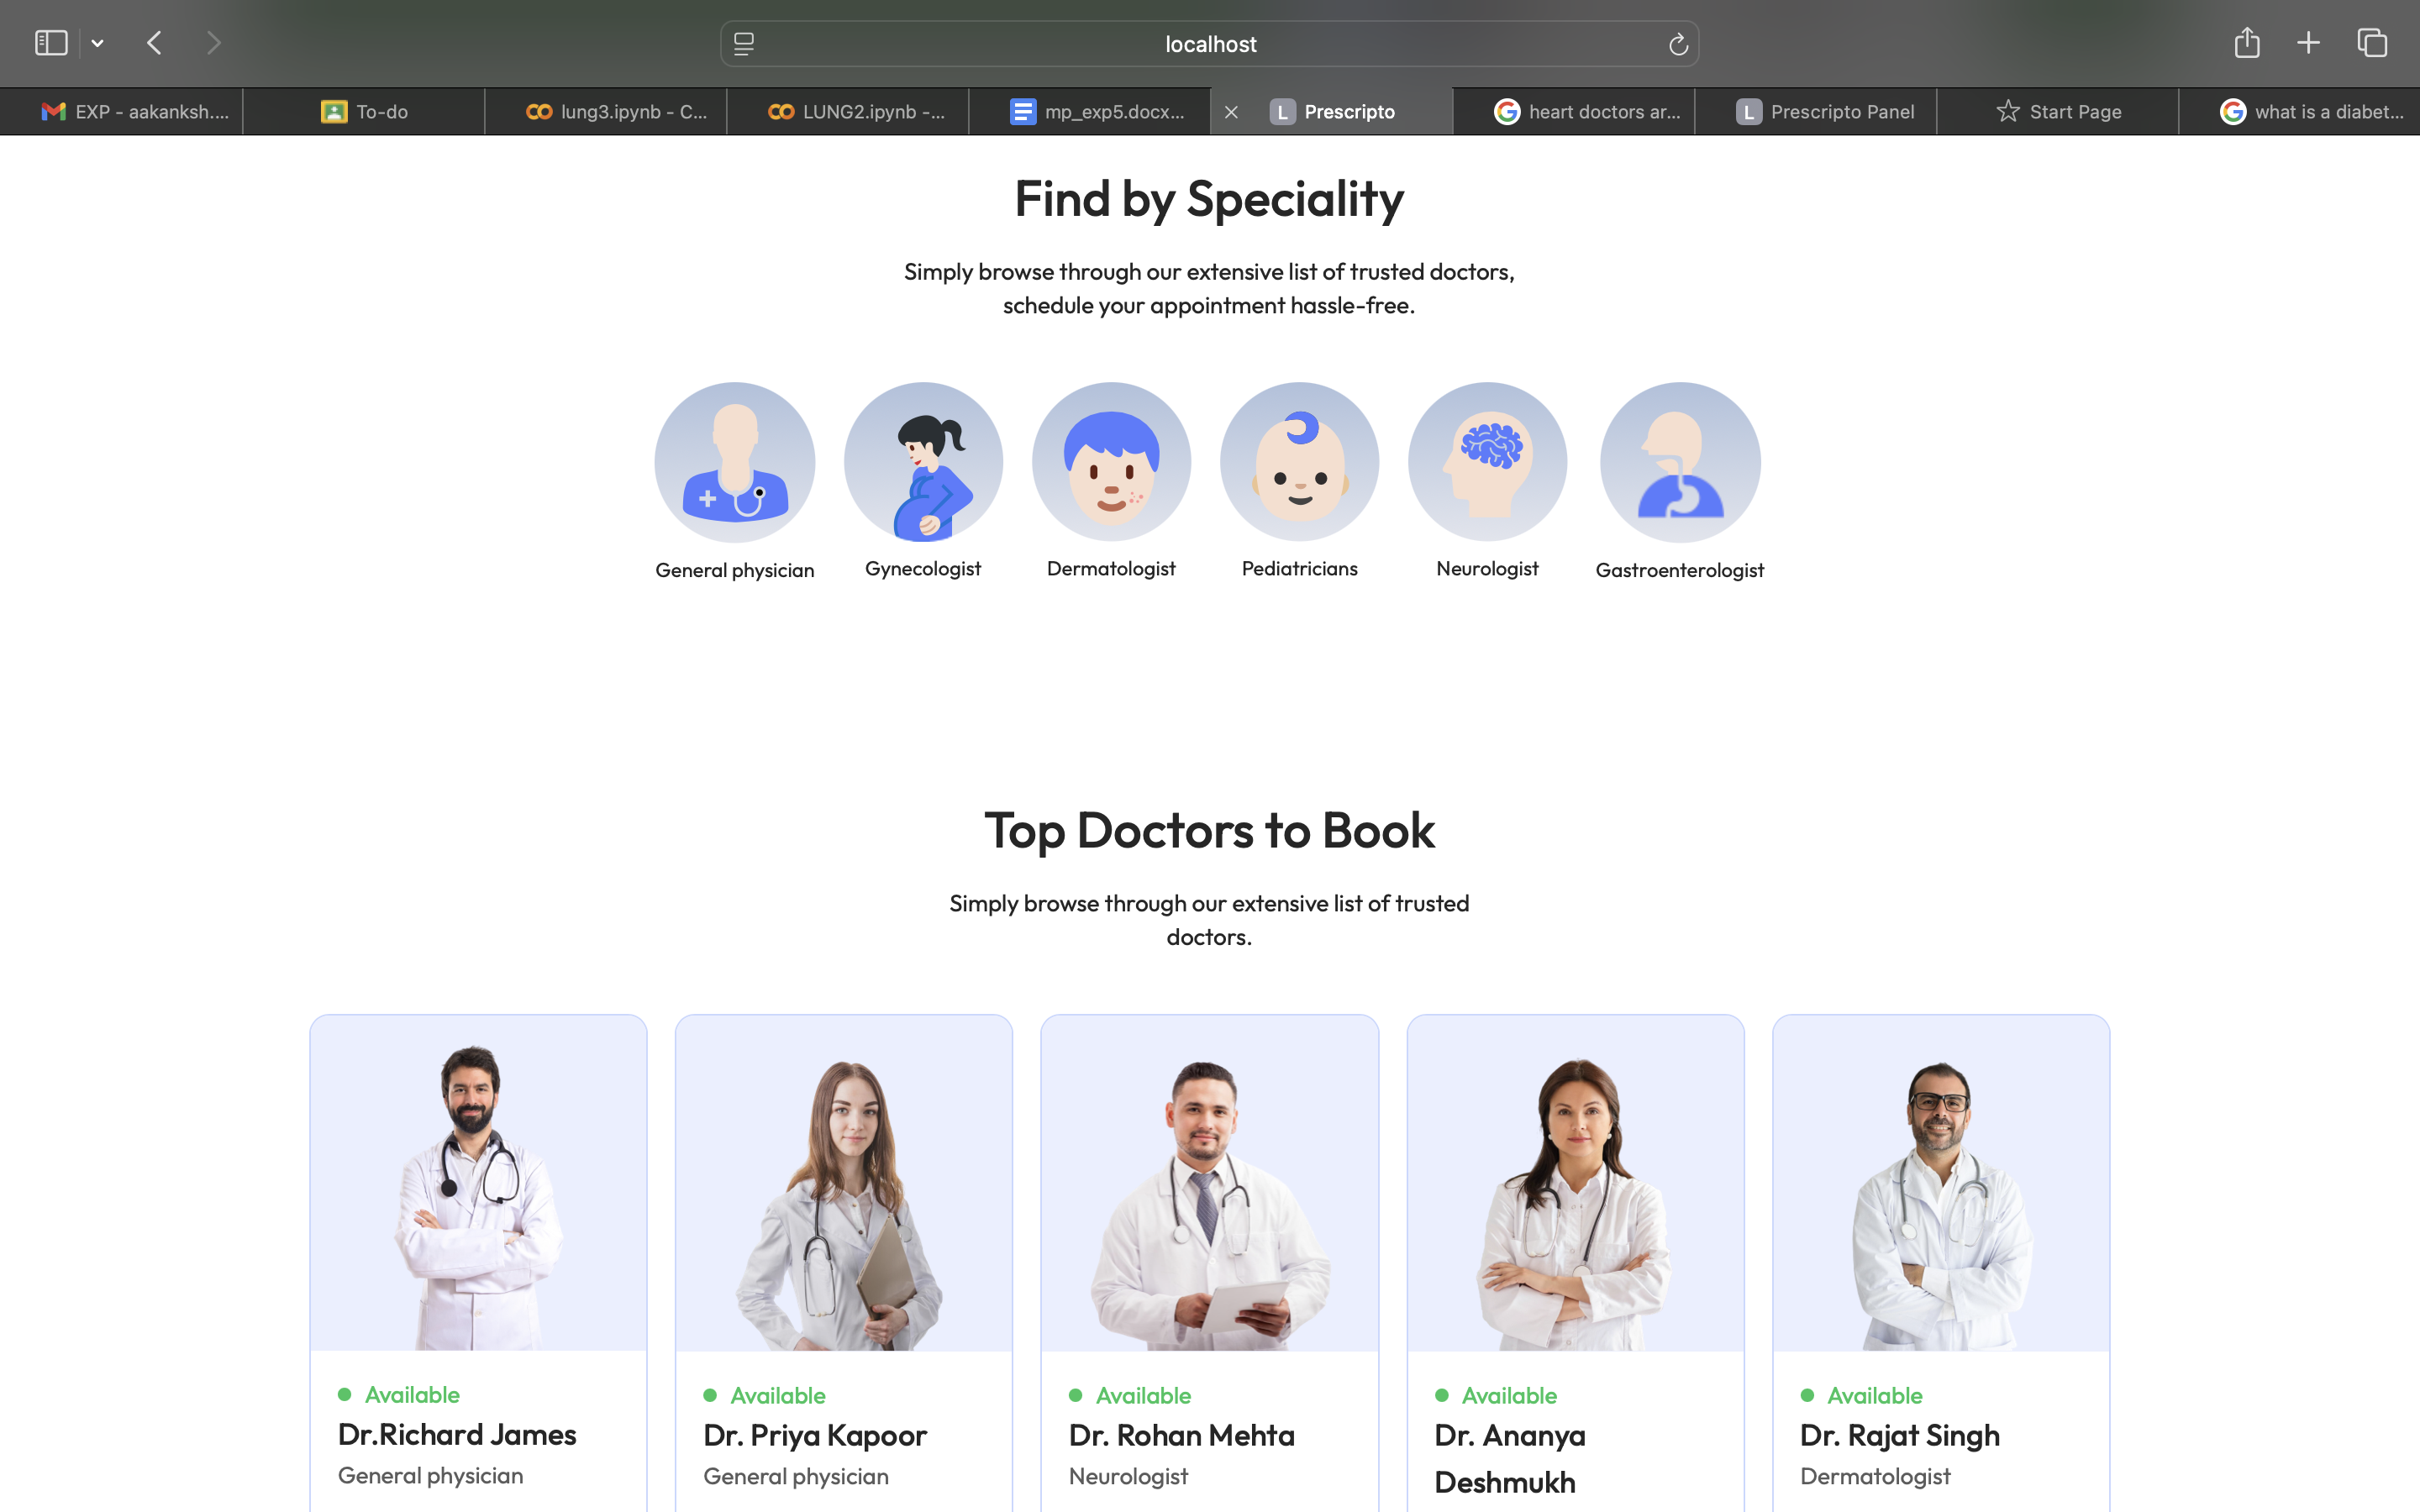 localhost
EXP - aakanksh....
To-do
lung3.ipynb - C...
LUNG2.ipynb -...
mp_exp5.docx...
L Prescripto
heart doctors ar...
L Prescripto Panel
Start Page
what is a diabet...
Find by Speciality
Simply browse through our extensive list of trusted doctors,
schedule your appointment hassle-free.
General physician
Gynecologist
Dermatologist
Pediatricians
Neurologist
Gastroenterologist
Top Doctors to Book
Simply browse through our extensive list of trusted
doctors.
Available
Dr.Richard James
General physician
Available
Dr. Priya Kapoor
General physician
Available
Dr. Rohan Mehta
Neurologist
Available
Dr. Ananya
Deshmukh
Available
Dr. Rajat Singh
Dermatologist